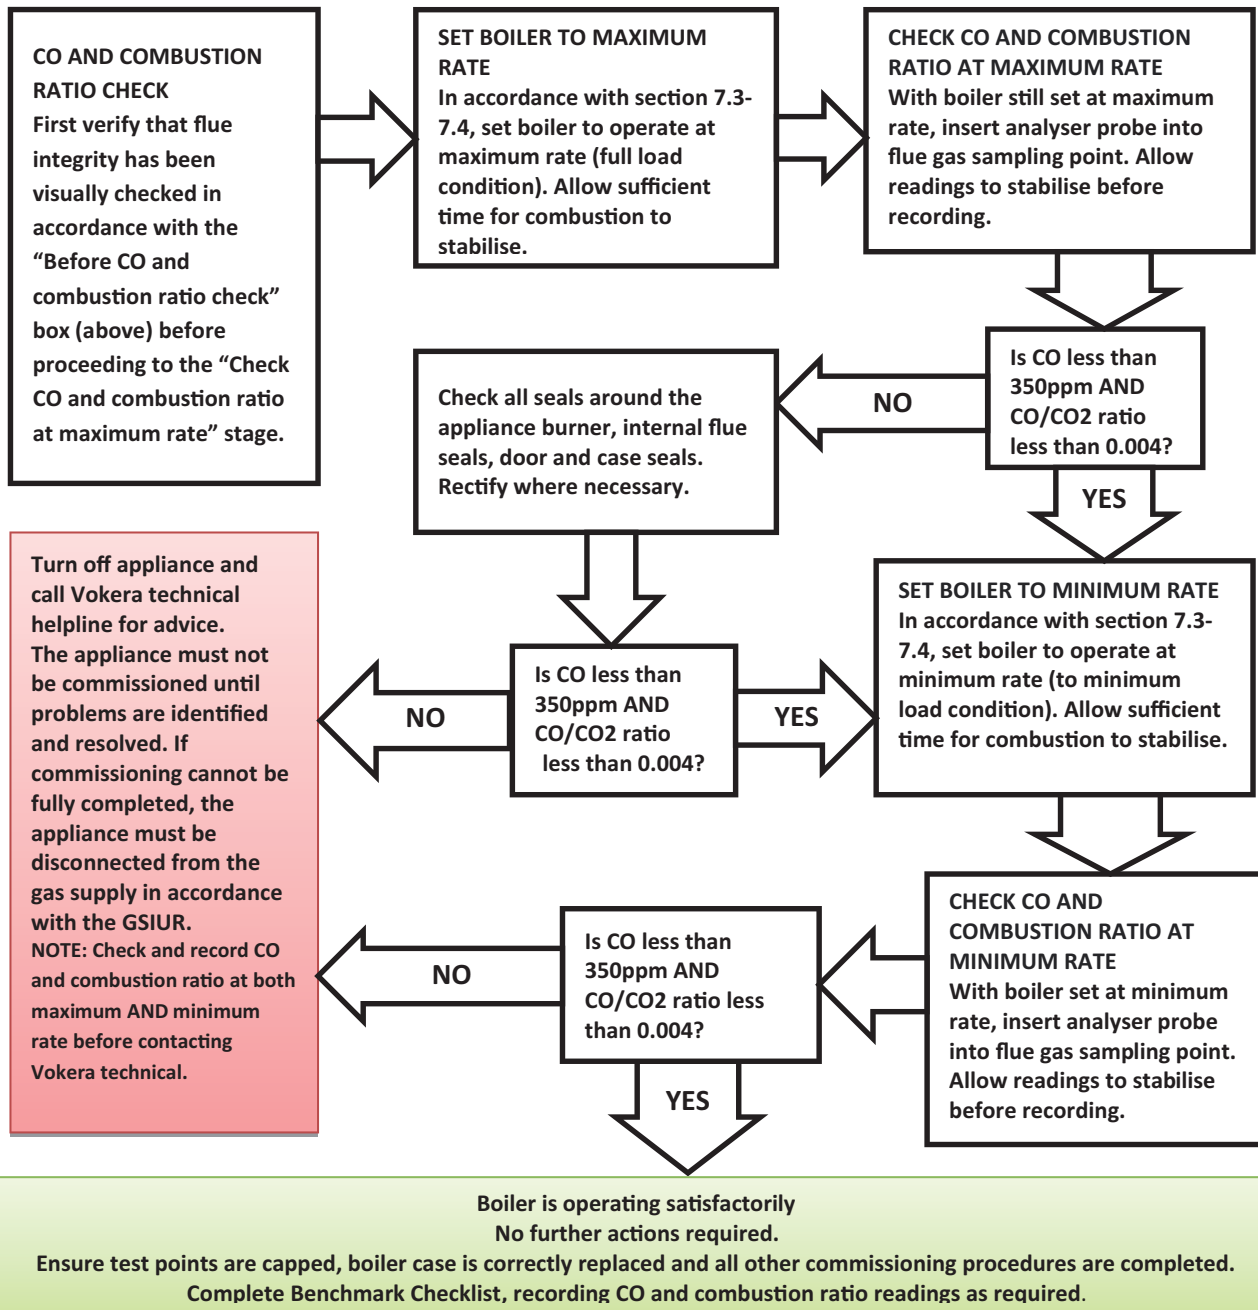 CO AND COMBUSTION
RATIO CHECK
First verify that flue
integrity has been
visually checked in
accordance with the
“Before CO and
combustion ratio check”
box (above) before
proceeding to the “Check
CO and combustion ratio
at maximum rate” stage.
SET BOILER TO MAXIMUM
RATE
In accordance with section 7.3-
7.4, set boiler to operate at
maximum rate (full load
condition). Allow sufficient
time for combustion to
stabilise.
CHECK CO AND COMBUSTION
RATIO AT MAXIMUM RATE
With boiler still set at maximum
rate, insert analyser probe into
flue gas sampling point. Allow
readings to stabilise before
recording.
Is CO less than
350ppm AND
CO/CO2 ratio
less than 0.004?
NO
YES
Check all seals around the
appliance burner, internal flue
seals, door and case seals.
Rectify where necessary.
Is CO less than
350ppm AND
CO/CO2 ratio
less than 0.004?
NO
YES
Turn off appliance and
call Vokera technical
helpline for advice.
The appliance must not
be commissioned until
problems are identified
and resolved. If
commissioning cannot be
fully completed, the
appliance must be
disconnected from the
gas supply in accordance
with the GSIUR.
NOTE: Check and record CO
and combustion ratio at both
maximum AND minimum
rate before contacting
Vokera technical.
SET BOILER TO MINIMUM RATE
In accordance with section 7.3-
7.4, set boiler to operate at
minimum rate (to minimum
load condition). Allow sufficient
time for combustion to stabilise.
CHECK CO AND
COMBUSTION RATIO AT
MINIMUM RATE
With boiler set at minimum
rate, insert analyser probe
into flue gas sampling point.
Allow readings to stabilise
before recording.
Is CO less than
350ppm AND
CO/CO2 ratio less
than 0.004?
NO
YES
Boiler is operating satisfactorily
No further actions required.
Ensure test points are capped, boiler case is correctly replaced and all other commissioning procedures are completed.
Complete Benchmark Checklist, recording CO and combustion ratio readings as required.